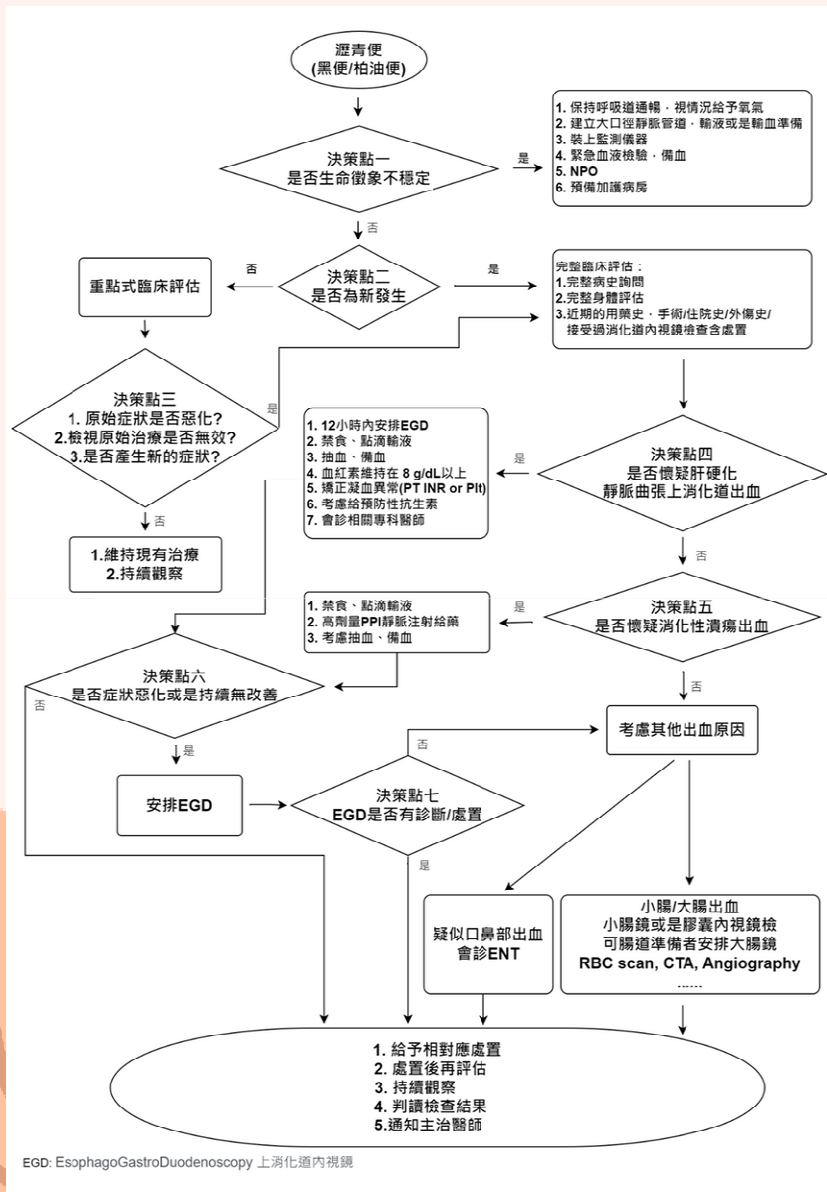 瀝青便
(黑便/柏油便)
決策點一
是否生命徵象不穩定
是
1. 保持呼吸道通暢，視情況給予氧氣
2. 建立大口徑靜脈管道，輸液或是輸血準備
3. 裝上監測儀器
4. 緊急血液檢驗，備血
5. NPO
6. 預備加護病房
否
決策點二
是否為新發生
否
是
重點式臨床評估
完整臨床評估：
1.完整病史詢問
2.完整身體評估
3.近期的用藥史，手術/住院史/外傷史/
接受過消化道內視鏡檢查含處置
決策點三
1. 原始症狀是否惡化?
2.檢視原始治療是否無效?
3.是否產生新的症狀?
是
否
1.維持現有治療
2.持續觀察
決策點四
是否懷疑肝硬化
靜脈曲張上消化道出血
是
1. 12小時內安排EGD
2. 禁食、點滴輸液
3. 抽血、備血
4. 血紅素維持在 8 g/dL以上
5. 矯正凝血異常(PT INR or Plt)
6. 考慮給預防性抗生素
7. 會診相關專科醫師
否
決策點五
是否懷疑消化性潰瘍出血
是
1. 禁食、點滴輸液
2. 高劑量PPI靜脈注射給藥
3. 考慮抽血、備血
否
決策點六
是否症狀惡化或是持續無改善
否
是
安排EGD
決策點七
EGD是否有診斷/處置
否
是
考慮其他出血原因
疑似口鼻部出血
會診ENT
小腸/大腸出血
小腸鏡或是膠囊內視鏡檢
可腸道準備者安排大腸鏡
RBC scan, CTA, Angiography
......
1. 給予相對應處置
2. 處置後再評估
3. 持續觀察
4. 判讀檢查結果
5.通知主治醫師
EGD: EsophagoGastroDuodenoscopy 上消化道內視鏡